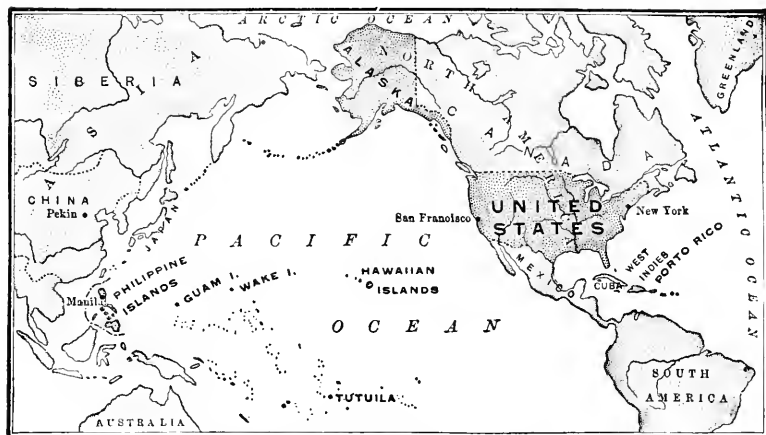 ARCTIC OCEAN
GREENLAND
SIBERIA
ASIA
ALASKA
NORTH AMERICA
CANADA
ATLANTIC OCEAN
CHINA
Pekin
JAPAN
San Francisco
UNITED
STATES
New York
PACIFIC
OCEAN
MEXICO
WEST
INDIES
CUBA
PORTO RICO
Manila
PHILIPPINE
ISLANDS
GUAM I.
WAKE I.
HAWAIIAN
ISLANDS
TUTUILA
SOUTH
AMERICA
AUSTRALIA